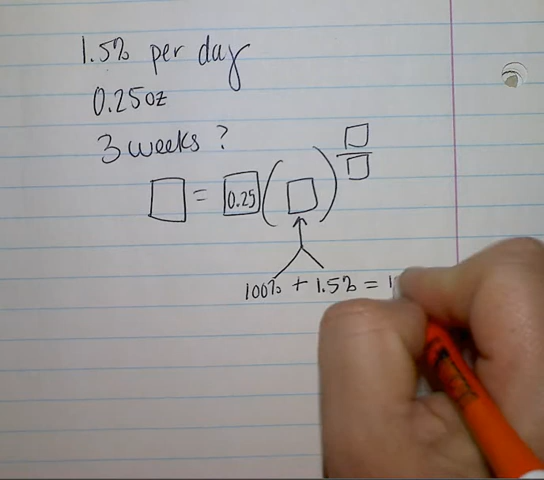 1.5% per day
0.25oz
3 weeks ?
= 0.25 ( )
100% + 1.5% = 1